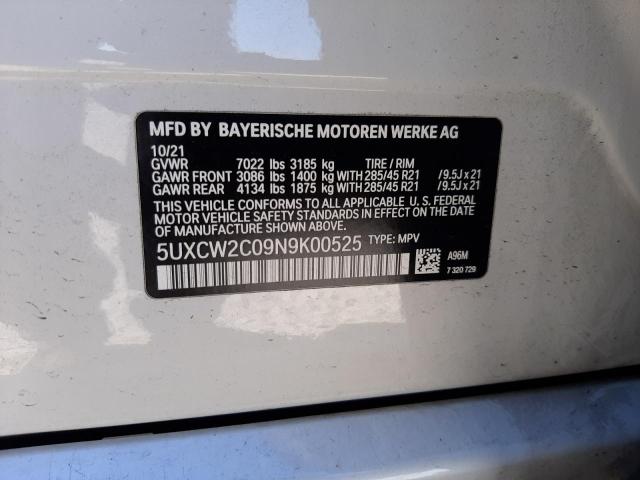 MFD BY BAYERISCHE MOTOREN WERKE AG
10/21
GVWR 7022 lbs 3185 kg TIRE / RIM
GAWR FRONT 3086 lbs 1400 kg WITH 285/45 R21 /9.5J x 21
GAWR REAR 4134 lbs 1875 kg WITH 285/45 R21 /9.5J x 21
THIS VEHICLE CONFORMS TO ALL APPLICABLE U. S. FEDERAL
MOTOR VEHICLE SAFETY STANDARDS IN EFFECT ON THE DATE
OF MANUFACTURE SHOWN ABOVE.
5UXCW2C09N9K00525 TYPE: MPV
A96M
7 320 729